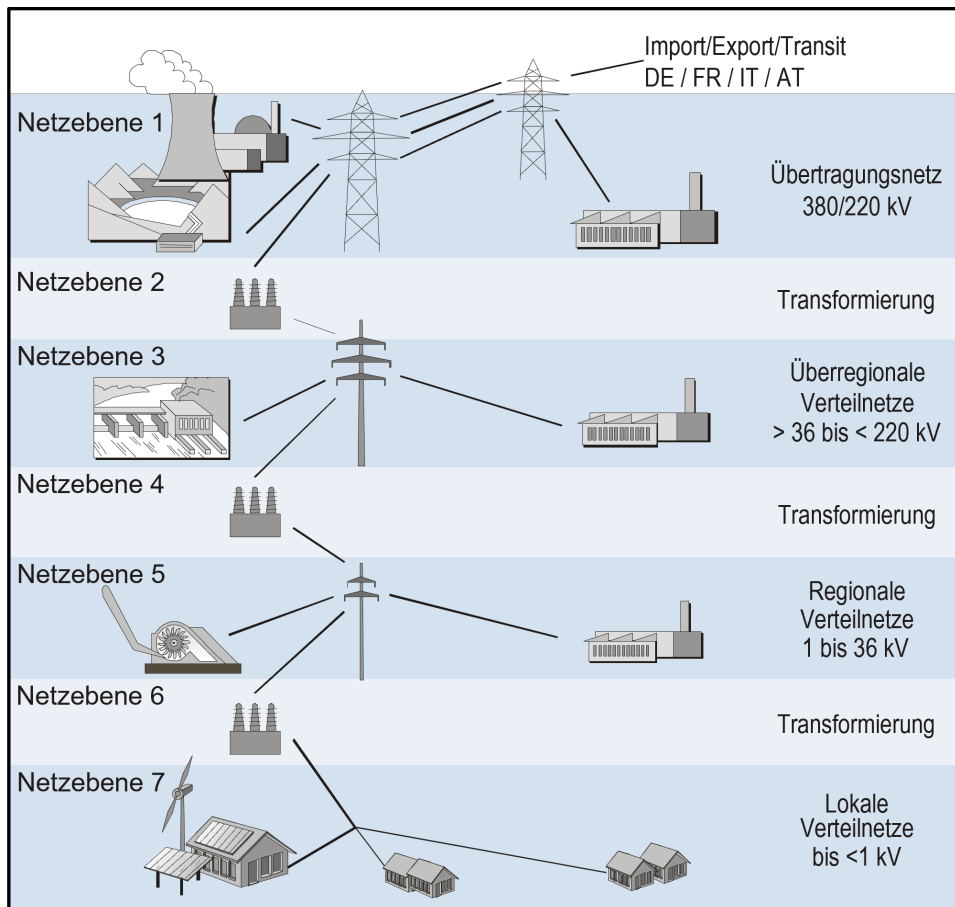 Import/Export/Transit
DE / FR / IT / AT
Netzebene 1
Übertragungsnetz
380/220 kV
Netzebene 2
Transformierung
Netzebene 3
Überregionale
Verteilnetze
> 36 bis < 220 kV
Netzebene 4
Transformierung
Netzebene 5
Regionale
Verteilnetze
1 bis 36 kV
Netzebene 6
Transformierung
Netzebene 7
Lokale
Verteilnetze
bis <1 kV